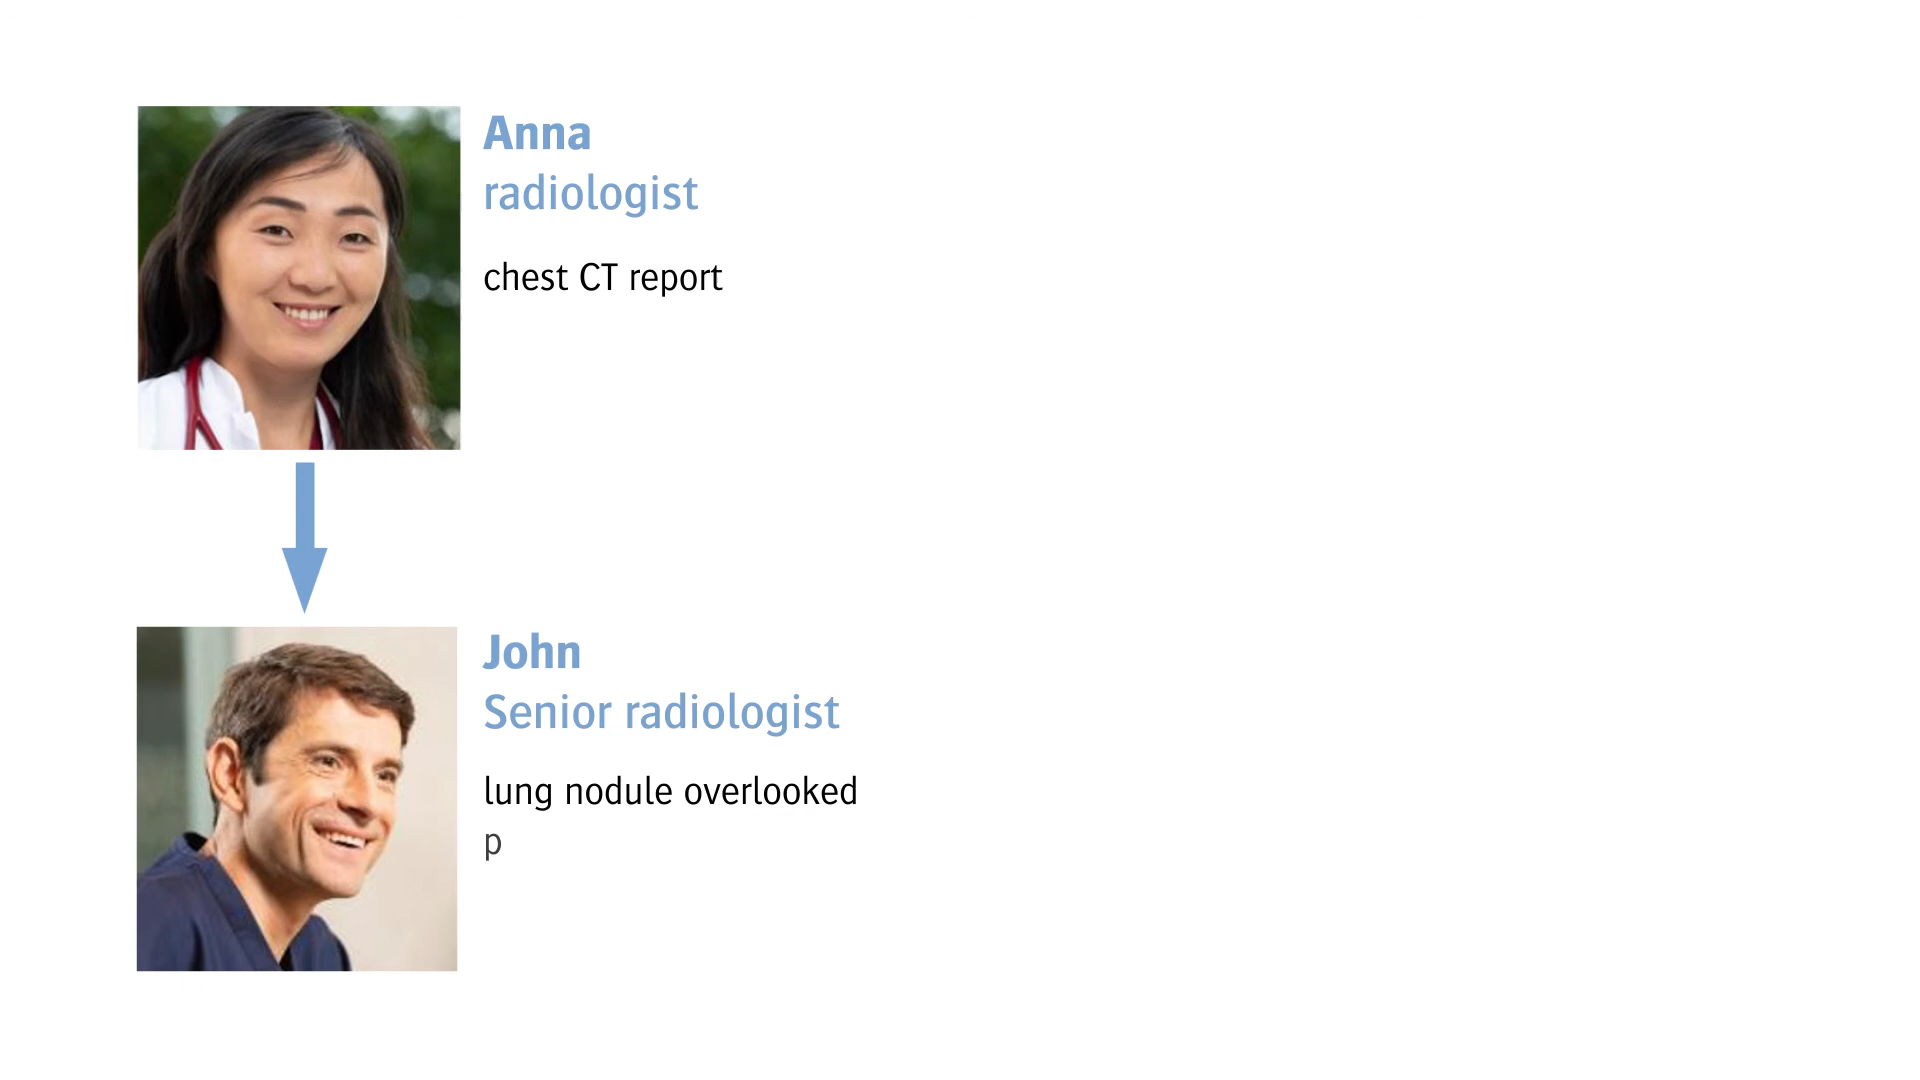 Anna
radiologist
chest CT report
John
Senior radiologist
lung nodule overlooked
p